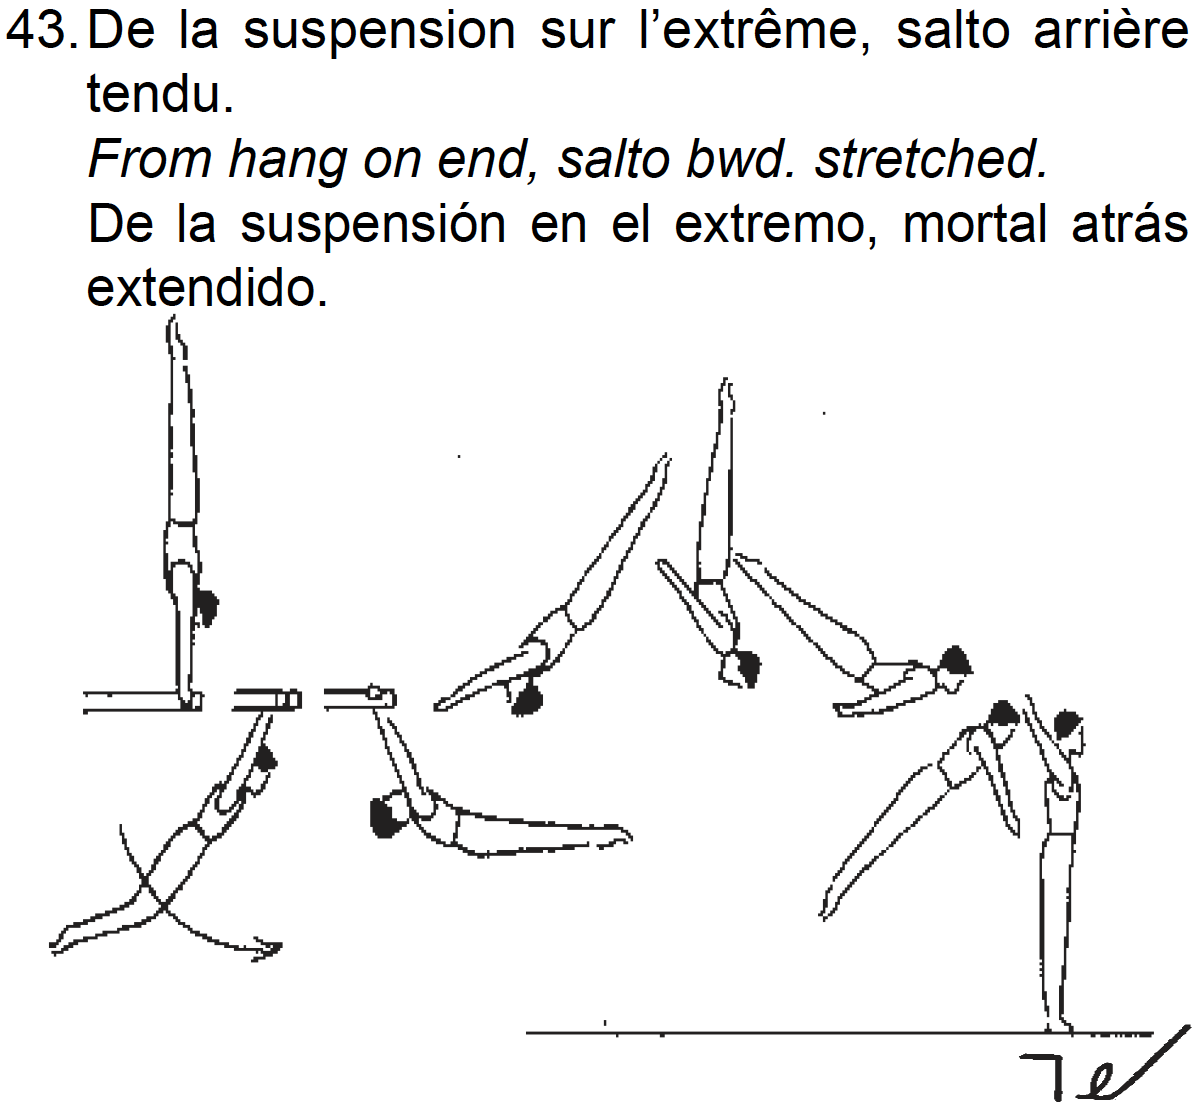 43. De la suspension sur l’extrême, salto arrière
tendu.
From hang on end, salto bwd. stretched.
De la suspensión en el extremo, mortal atrás
extendido.